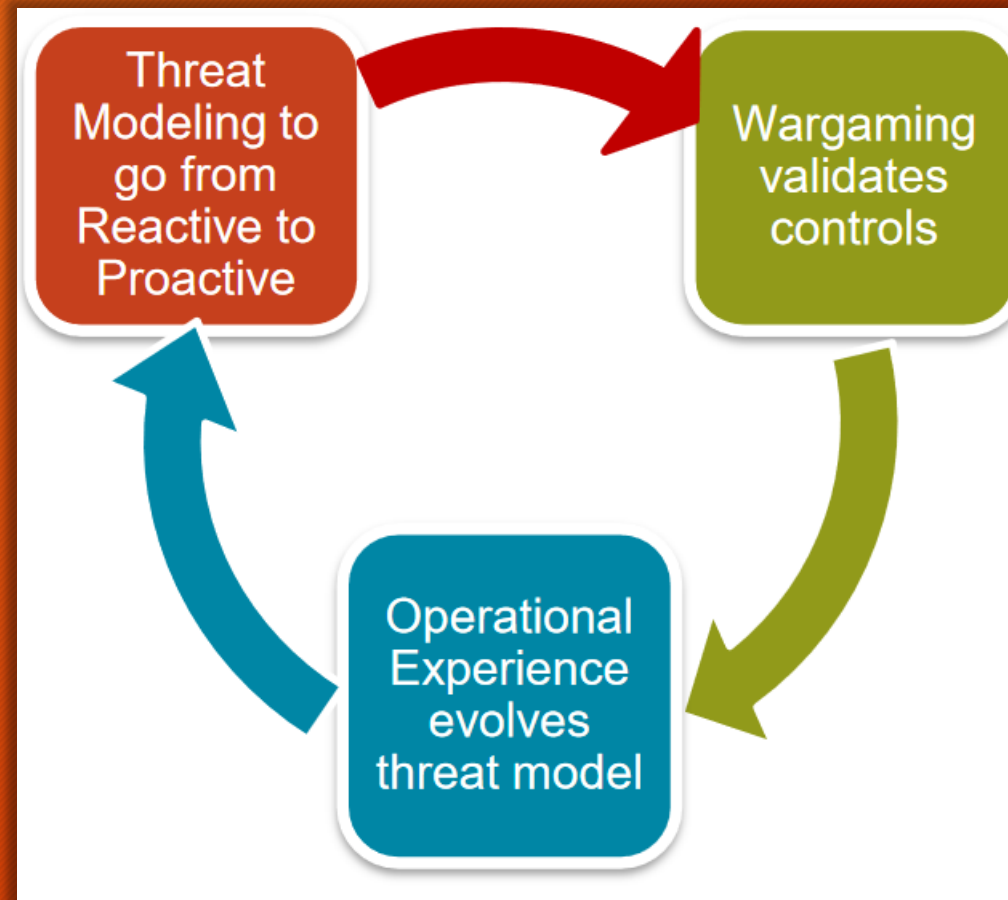 Threat
Modeling to
go from
Reactive to
Proactive
Wargaming
validates
controls
Operational
Experience
evolves
threat model